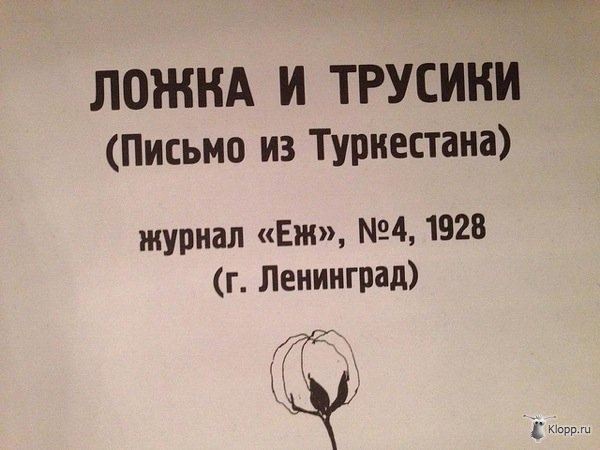 ЛОЖКА И ТРУСИКИ
(Письмо из Туркестана)
журнал «Еж», №4, 1928
(г. Ленинград)
Klopp.ru